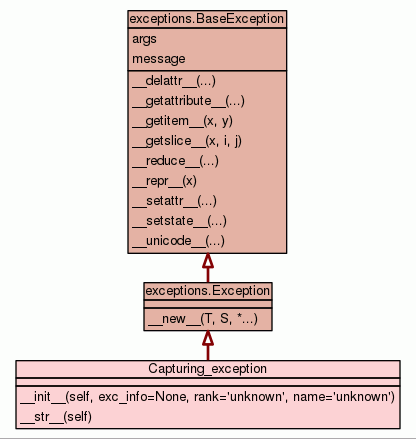 exceptions.BaseException
args
message
__delattr__(...)
__getattribute__(...)
__getitem__(x, y)
__getslice__(x, i, j)
__reduce__(...)
__repr__(x)
__setattr__(...)
__setstate__(...)
__unicode__(...)
exceptions.Exception
__new__(T, S, *...)
Capturing_exception
__init__(self, exc_info=None, rank='unknown', name='unknown')
__str__(self)